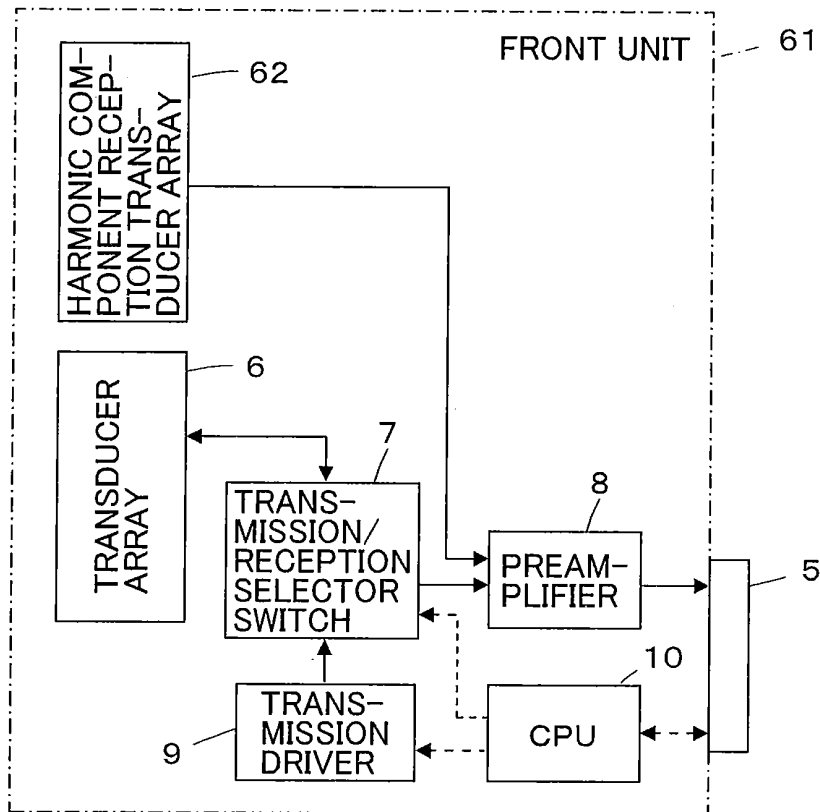 FRONT UNIT
61
62
HARMONIC COM-
PONENT RECEP-
TION TRANS-
DUCER ARRAY
6
TRANSDUCER
ARRAY
7
TRANS-
MISSION/
RECEPTION
SELECTOR
SWITCH
8
PREAM-
PLIFIER
5
9
TRANS-
MISSION
DRIVER
10
CPU